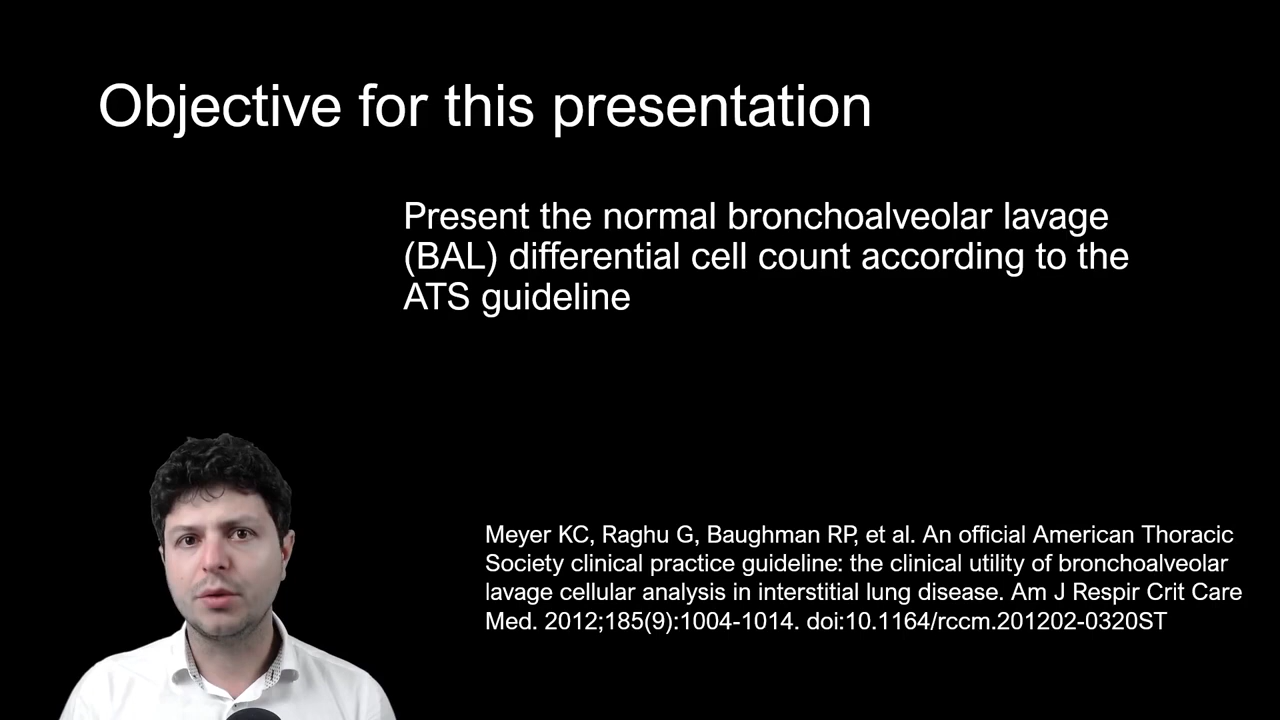 Objective for this presentation
Present the normal bronchoalveolar lavage
(BAL) differential cell count according to the
ATS guideline
Meyer KC, Raghu G, Baughman RP, et al. An official American Thoracic
Society clinical practice guideline: the clinical utility of bronchoalveolar
lavage cellular analysis in interstitial lung disease. Am J Respir Crit Care
Med. 2012;185(9):1004-1014. doi:10.1164/rccm.201202-0320ST